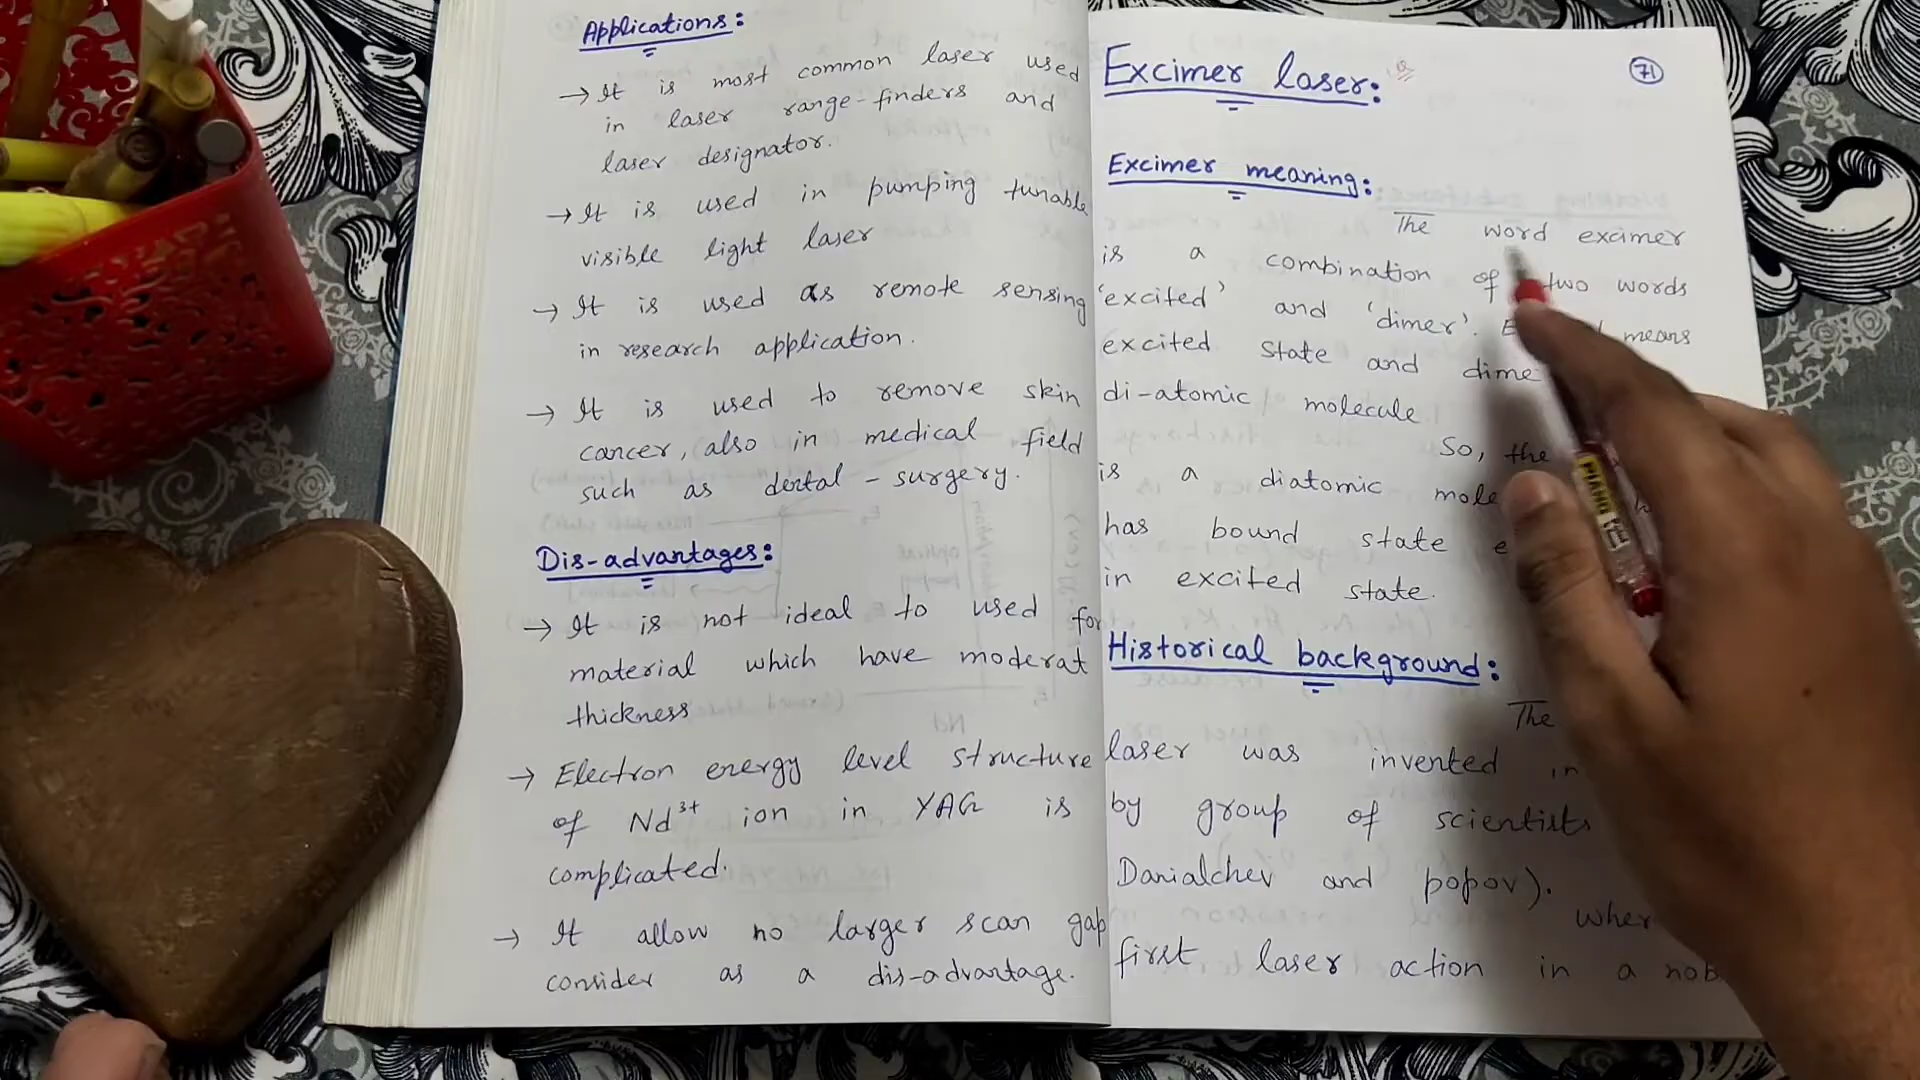 Applications:
→ It is most common laser used
in laser range-finders and
laser designator.
→ It is used in pumping tunable
visible light laser
→ It is used as remote sensing
in research application.
→ It is used to remove skin
cancer, also in medical field
such as dental - surgery.
Dis-advantages:
→ It is not ideal to used for
material which have moderat
thickness
→ Electron energy level structure
of Nd³⁺ ion in YAG is
complicated.
→ It allow no larger scan gap
consider as a dis-advantage.
71
Excimer laser:
Excimer meaning:
The word excimer
is a combination of two words
'excited' and 'dimer'. means
excited state and dime
di-atomic molecule
So, the
is a diatomic mole
has bound state
in excited state.
Historical background:
The
laser was invented in
by group of scientists
Danialchev and popov).
wher
first laser action in a nob